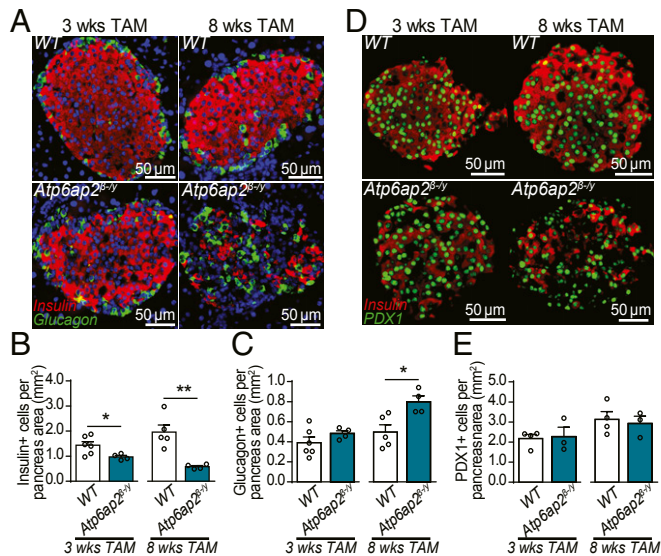 A
3 wks TAM
8 wks TAM
WT
WT
50 µm
50 µm
Atp6ap2β-/y
Atp6ap2β-/y
Insulin
Glucagon
50 µm
50 µm
D
3 wks TAM
8 wks TAM
WT
WT
50 µm
50 µm
Atp6ap2β-/y
Atp6ap2β-/y
Insulin
PDX1
50 µm
50 µm
B
Insulin+ cells per
pancreas area (mm2)
4.0
3.0
2.0
1.0
0.0
*
**
WT
Atp6ap2β-/y
WT
Atp6ap2β-/y
3 wks TAM
8 wks TAM
C
Glucagon+ cells per
pancreas area (mm2)
1.0
0.8
0.6
0.4
0.2
0.0
*
WT
Atp6ap2β-/y
WT
Atp6ap2β-/y
3 wks TAM
8 wks TAM
E
PDX1+ cells per
pancreasnarea (mm2)
5
4
3
2
1
0
WT
Atp6ap2β-/y
WT
Atp6ap2β-/y
3 wks TAM
8 wks TAM